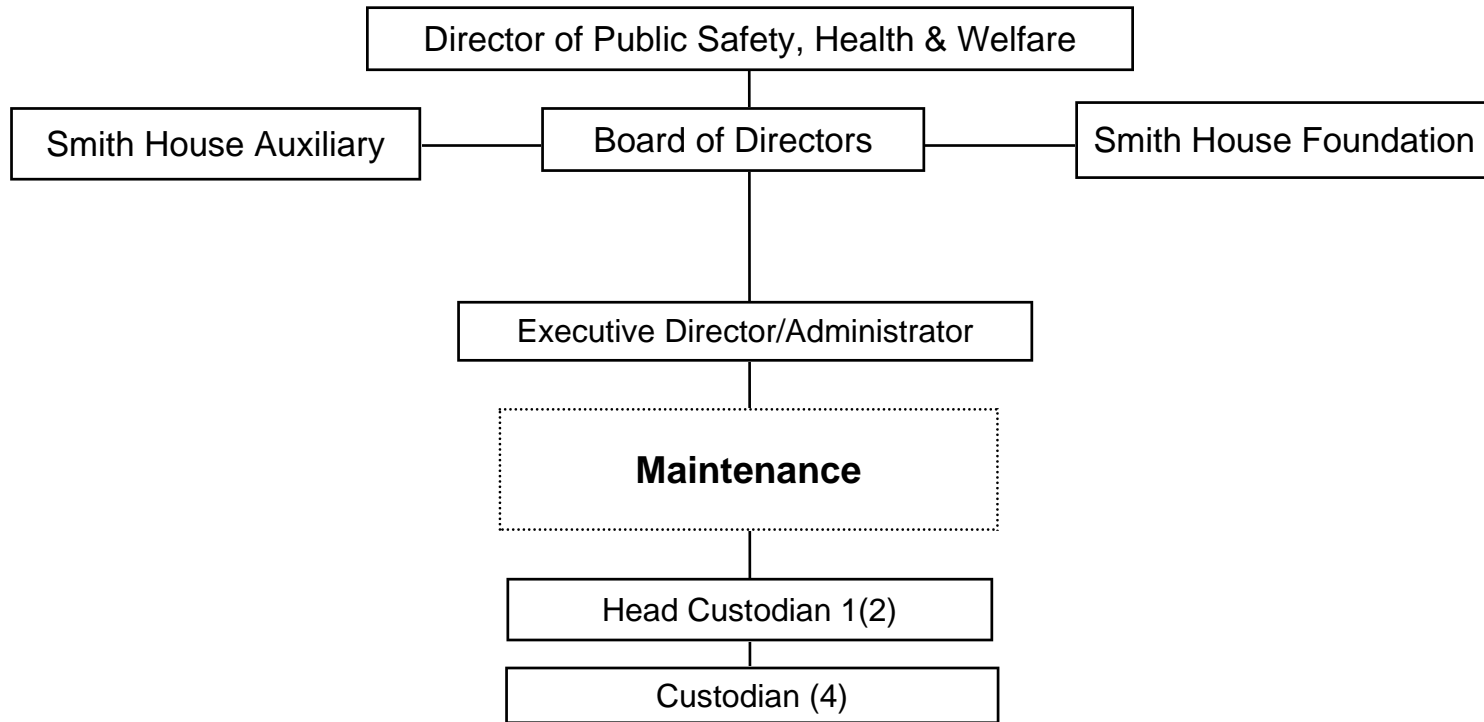 Director of Public Safety, Health & Welfare
Smith House Auxiliary
Board of Directors
Smith House Foundation
Executive Director/Administrator
Maintenance
Head Custodian 1(2)
Custodian (4)